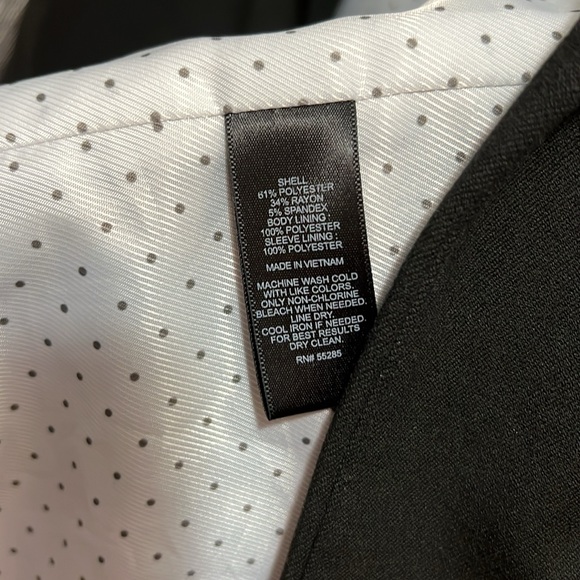 SHELL :
61% POLYESTER
34% RAYON
5% SPANDEX
BODY LINING :
100% POLYESTER
SLEEVE LINING :
100% POLYESTER
MADE IN VIETNAM
MACHINE WASH COLD
WITH LIKE COLORS.
ONLY NON-CHLORINE
BLEACH WHEN NEEDED.
LINE DRY.
COOL IRON IF NEEDED.
FOR BEST RESULTS
DRY CLEAN.
RN# 55285